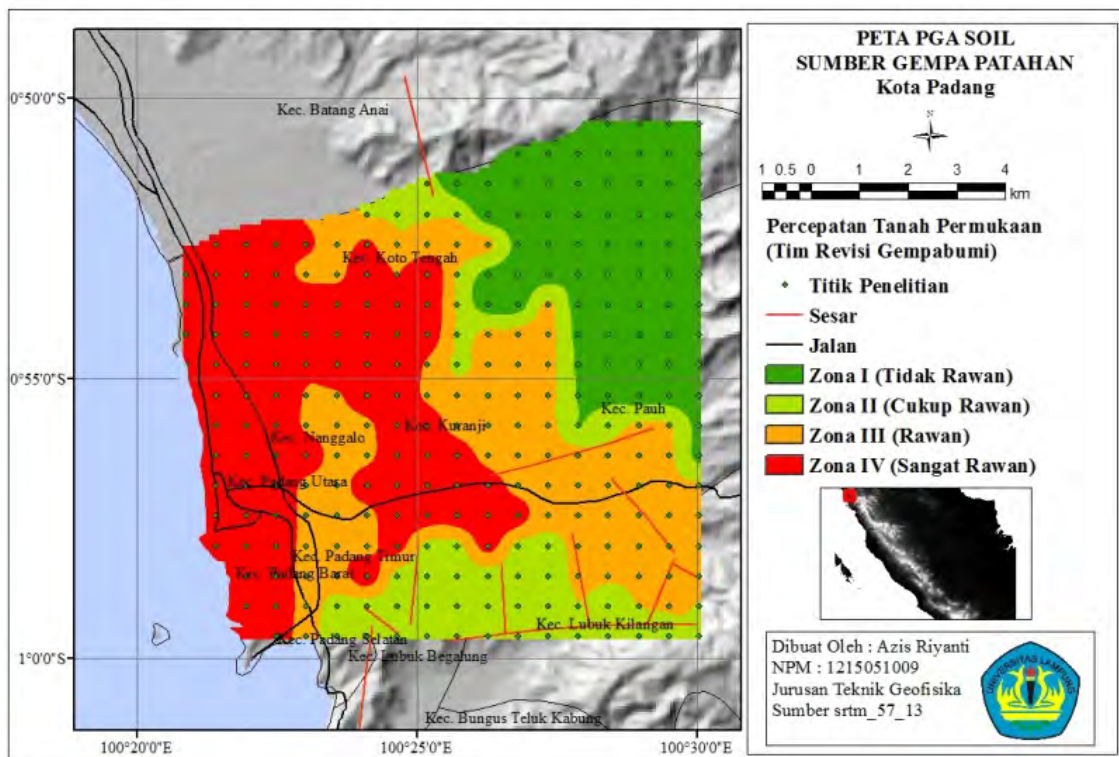 PETA PGA SOIL
SUMBER GEMPA PATAHAN
Kota Padang
N
1 0.5 0 1 2 3 4
km
Percepatan Tanah Permukaan
(Tim Revisi Gempabumi)
Titik Penelitian
Sesar
Jalan
Zona I (Tidak Rawan)
Zona II (Cukup Rawan)
Zona III (Rawan)
Zona IV (Sangat Rawan)
Dibuat Oleh : Azis Riyanti
NPM : 1215051009
Jurusan Teknik Geofisika
Sumber srtm_57_13
UNIVERSITAS LAMPUNG
0°50'0"S
0°55'0"S
1°00'0"S
100°20'0"E
100°25'0"E
100°30'0"E
Kec. Batang Anai
Kec. Koto Tengah
Kec. Pauh
Kec. Kuranji
Kec. Nanggalo
Kec. Padang Utara
Kec. Padang Timur
Kec. Padang Barat
Kec. Lubuk Kilangan
Kec. Padang Selatan
Kec. Lubuk Begalung
Kec. Bungus Teluk Kabung